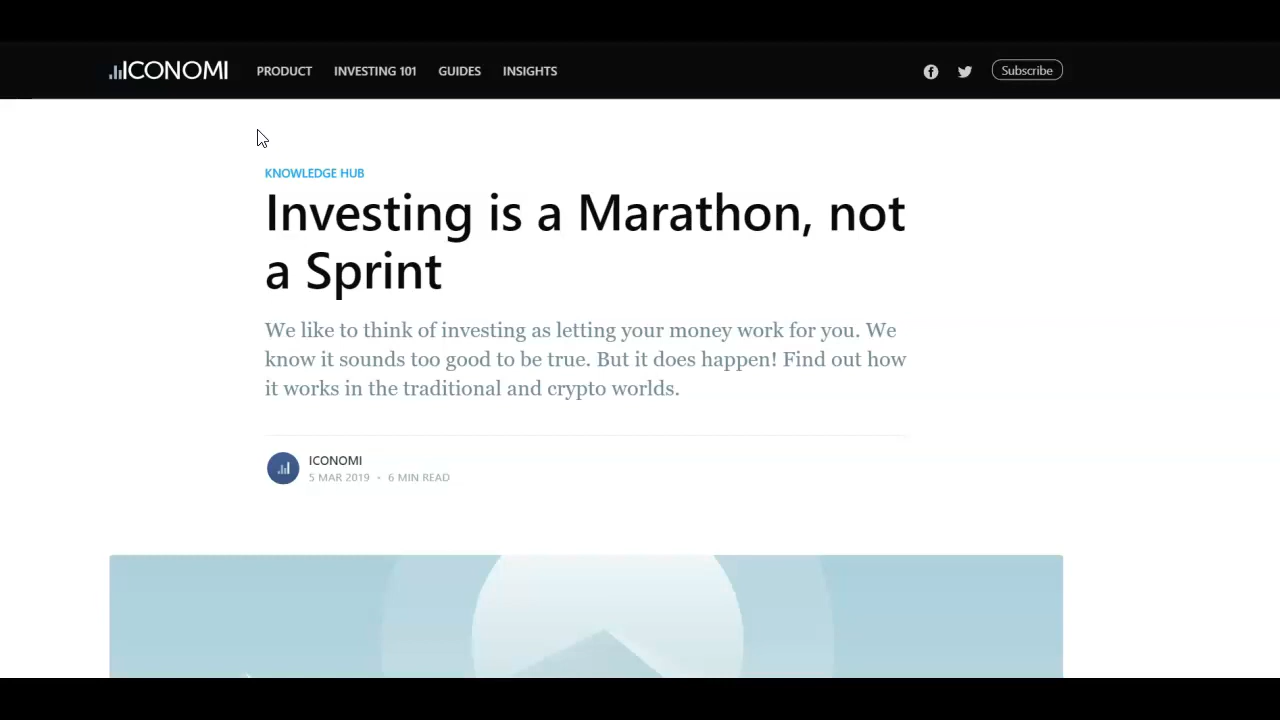 ICONOMI PRODUCT INVESTING 101 GUIDES INSIGHTS Subscribe
KNOWLEDGE HUB
Investing is a Marathon, not
a Sprint
We like to think of investing as letting your money work for you. We
know it sounds too good to be true. But it does happen! Find out how
it works in the traditional and crypto worlds.
ICONOMI
5 MAR 2019 • 6 MIN READ